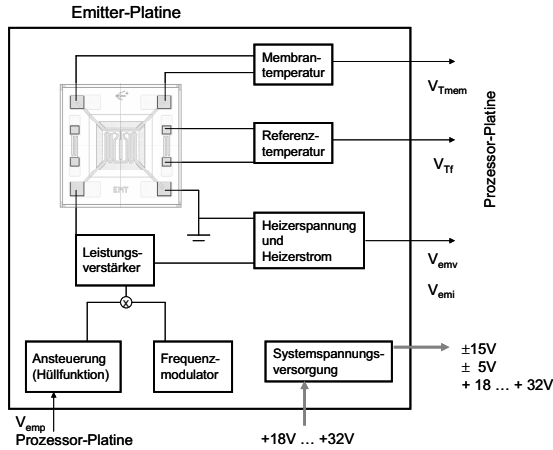 Emitter-Platine
Membran-
temperatur
V_Tmem
EMT
Referenz-
temperatur
V_Tf
Prozessor-Platine
Heizerspannung
und
Heizerstrom
V_emv
V_emi
Leistungs-
verstärker
x
Ansteuerung
(Hüllfunktion)
Frequenz-
modulator
Systemspannungs-
versorgung
±15V
± 5V
+ 18 ... + 32V
V_emp
Prozessor-Platine
+18V ... +32V